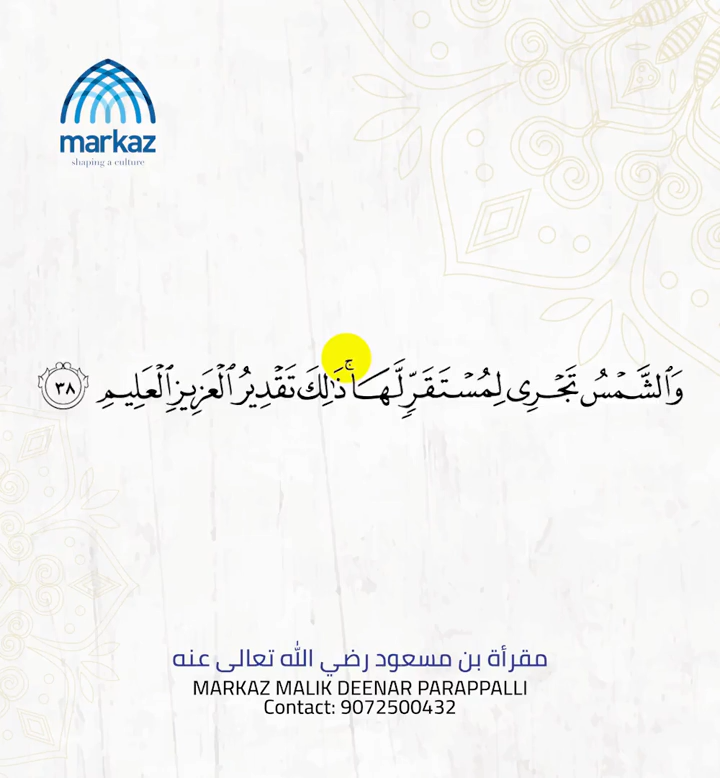 markaz
shaping a culture
وَٱلشَّمۡسُ تَجۡرِي لِمُسۡتَقَرّٖ لَّهَاۚ ذَٰلِكَ تَقۡدِيرُ ٱلۡعَزِيزِ ٱلۡعَلِيمِ ٣٨
مقرأة بن مسعود رضي الله تعالى عنه
MARKAZ MALIK DEENAR PARAPPALLI
Contact: 9072500432